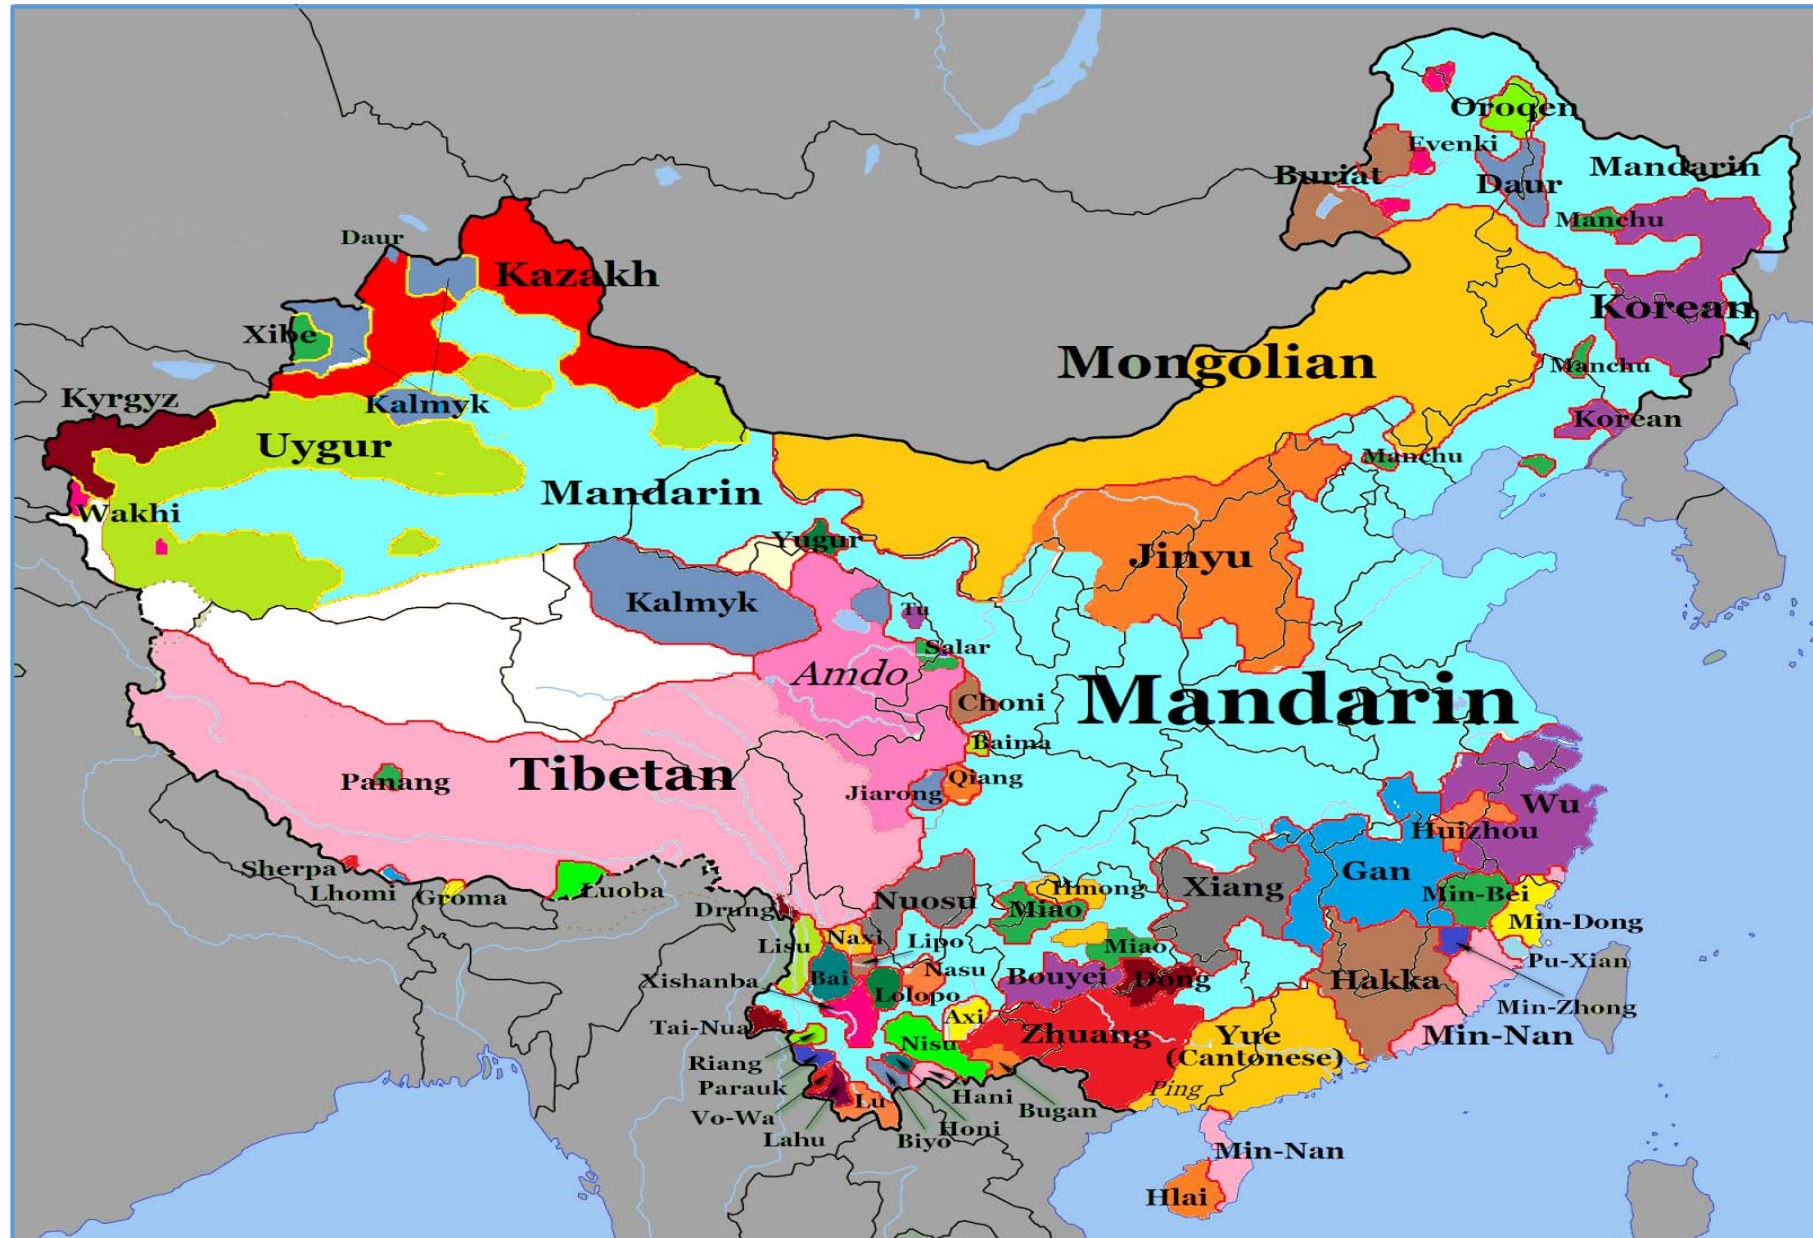 Oroqen
Evenki
Mandarin
Buriat
Daur
Manchu
Daur
Kazakh
Korean
Xibe
Mongolian
Manchu
Kyrgyz
Kalmyk
Korean
Uygur
Manchu
Mandarin
Wakhi
Yugur
Jinyu
Kalmyk
Tu
Salar
Amdo
Choni
Mandarin
Baima
Tibetan
Panang
Qiang
Jiarong
Wu
Huizhou
Sherpa
Gan
Lhomi
Groma
Luoba
Nuosu
Hmong
Xiang
Min-Bei
Drung
Miao
Min-Dong
Lisu
Naxi
Lipo
Miao
Pu-Xian
Xishanba
Bai
Nasu
Bouyei
Dong
Hakka
Lolopo
Min-Zhong
Axi
Tai-Nua
Nisu
Zhuang
Yue
Min-Nan
(Cantonese)
Riang
Parauk
Hani
Ping
Vo-Wa
Lu
Bugan
Lahu
Biyo
Honi
Min-Nan
Hlai